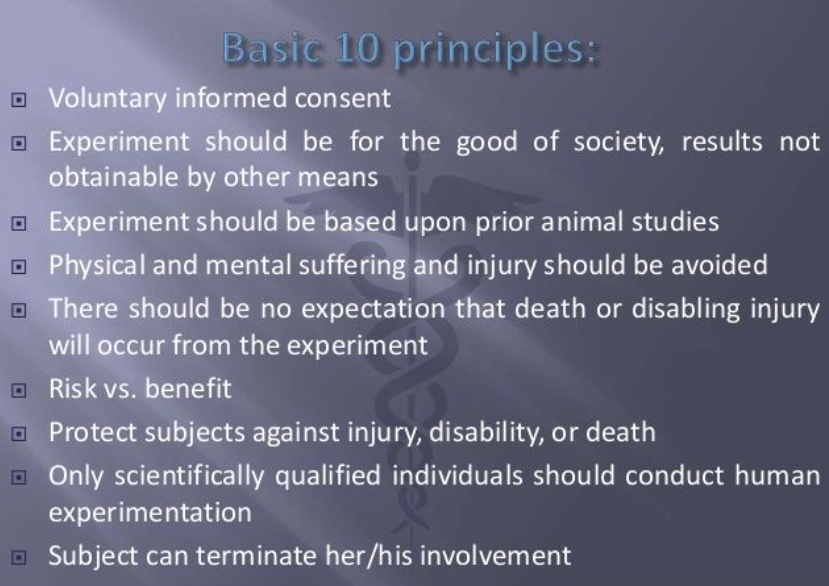 Basic 10 principles:
Voluntary informed consent
Experiment should be for the good of society, results not
obtainable by other means
Experiment should be based upon prior animal studies
Physical and mental suffering and injury should be avoided
There should be no expectation that death or disabling injury
will occur from the experiment
Risk vs. benefit
Protect subjects against injury, disability, or death
Only scientifically qualified individuals should conduct human
experimentation
Subject can terminate her/his involvement